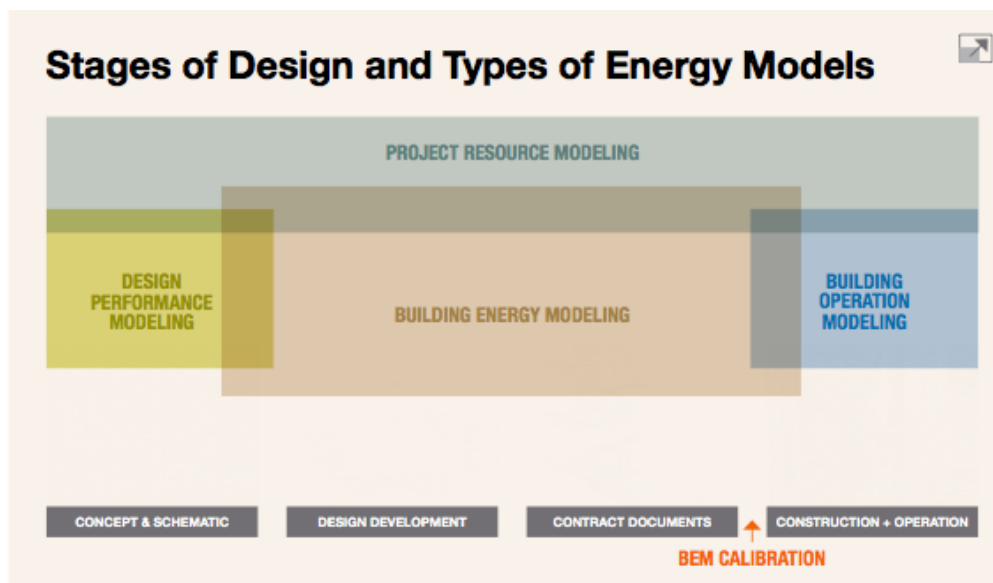 Stages of Design and Types of Energy Models
PROJECT RESOURCE MODELING
DESIGN
PERFORMANCE
MODELING
BUILDING ENERGY MODELING
BUILDING
OPERATION
MODELING
CONCEPT & SCHEMATIC
DESIGN DEVELOPMENT
CONTRACT DOCUMENTS
CONSTRUCTION + OPERATION
BEM CALIBRATION